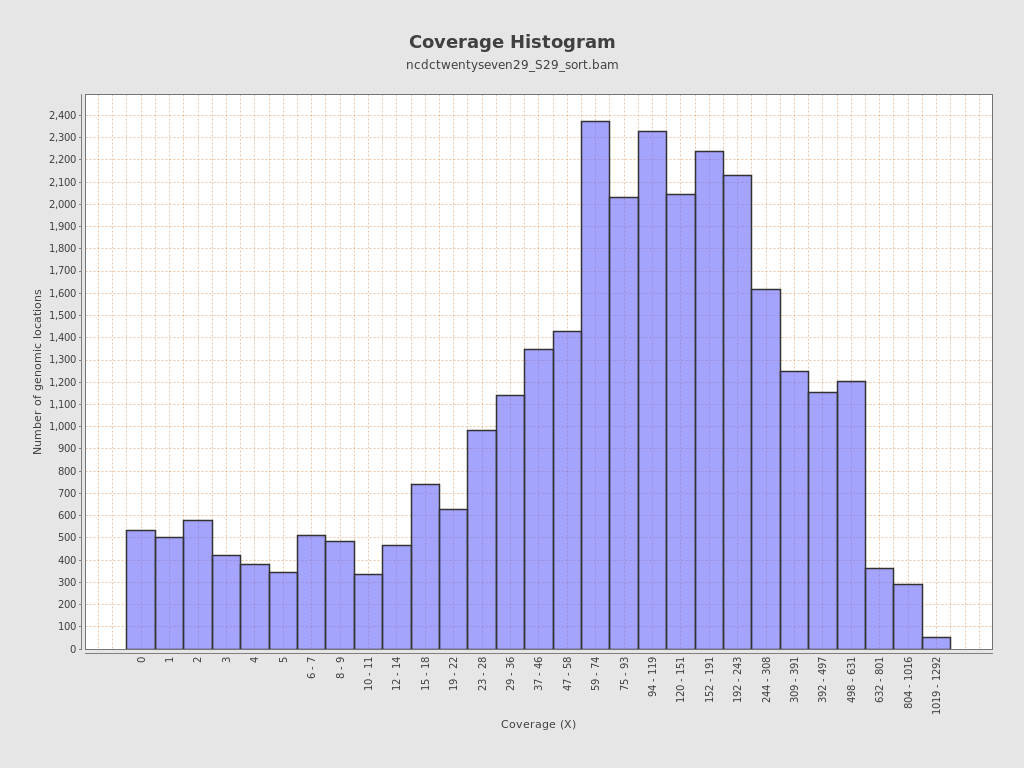 Coverage Histogram
ncdctwentyseven29_S29_sort.bam
2,400
2,300
2,200
2,100
2,000
1,900
1,800
1,700
1,600
1,500
1,400
1,300
1,200
1,100
1,000
900
800
700
600
500
400
300
200
100
0
Number of genomic locations
0
1
2
3
4
5
6 - 7
8 - 9
10 - 11
12 - 14
15 - 18
19 - 22
23 - 28
29 - 36
37 - 46
47 - 58
59 - 74
75 - 93
94 - 119
120 - 151
152 - 191
192 - 243
244 - 308
309 - 391
392 - 497
498 - 631
632 - 801
804 - 1016
1019 - 1292
Coverage (X)